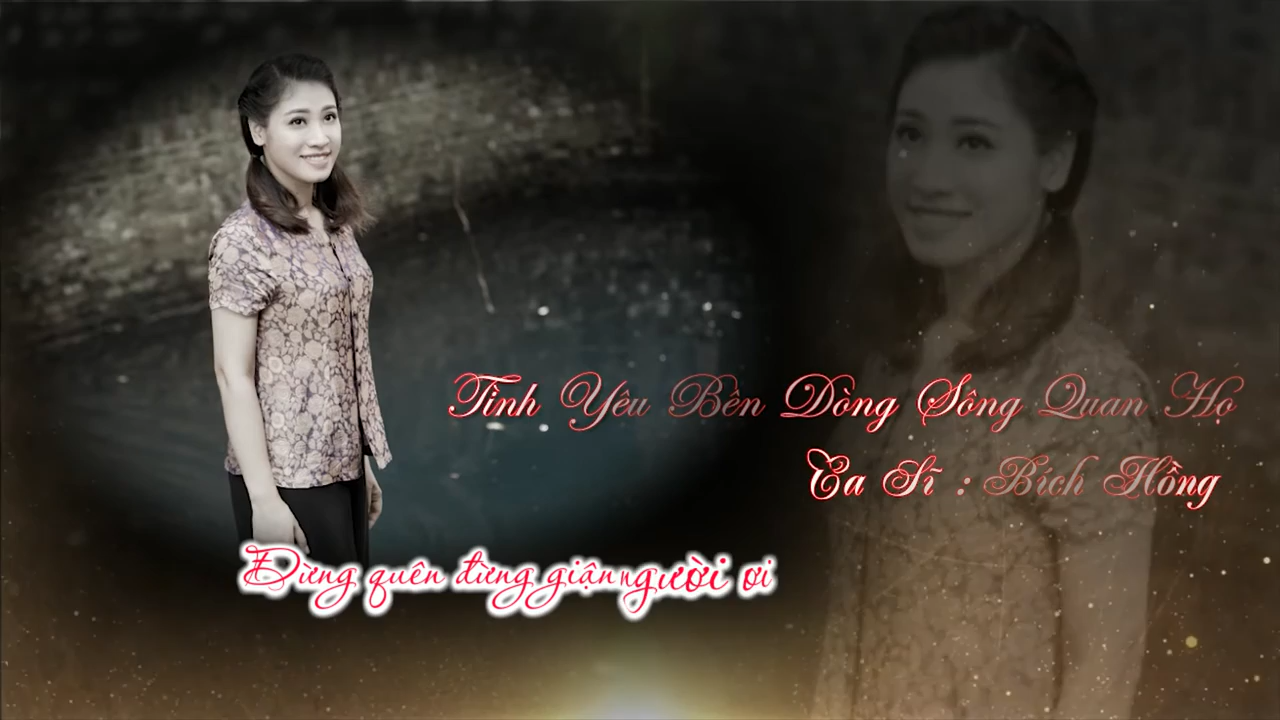 Tình Yêu Bên Dòng Sông Quan Họ
Ca Sĩ : Bích Hồng
Đừng quên đừng giận người ơi